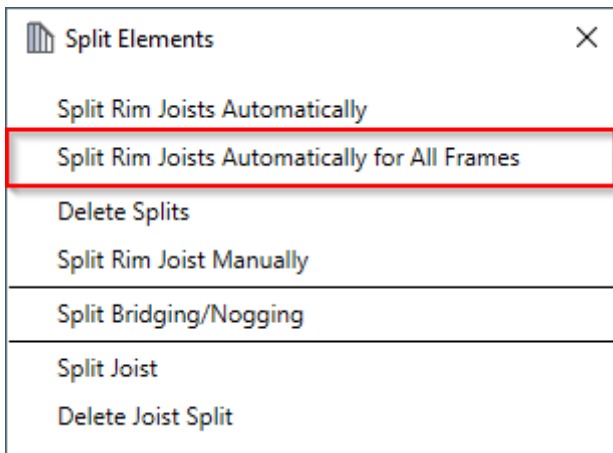 Split Elements
Split Rim Joists Automatically
Split Rim Joists Automatically for All Frames
Delete Splits
Split Rim Joist Manually
Split Bridging/Nogging
Split Joist
Delete Joist Split